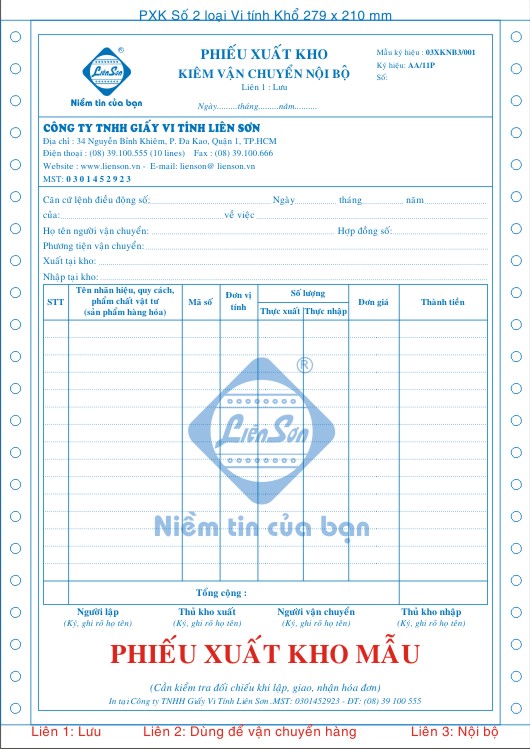 PXK Số 2 loại Vi tính Khổ 279 x 210 mm
LiênSơn
®
Niềm tin của bạn
PHIẾU XUẤT KHO
KIÊM VẬN CHUYỂN NỘI BỘ
Liên 1 : Lưu
Ngày.........tháng.........năm..........
Mẫu ký hiệu : 03XKNB3/001
Ký hiệu: AA/11P
Số:
CÔNG TY TNHH GIẤY VI TÍNH LIÊN SƠN
Địa chỉ : 34 Nguyễn Bỉnh Khiêm, P. Đa Kao, Quận 1, TP.HCM
Điện thoại : (08) 39.100.555 (10 lines) Fax : (08) 39.100.666
Website : www.lienson.vn - E-mail: lienson@ lienson.vn
MST: 0 3 0 1 4 5 2 9 2 3
Căn cứ lệnh điều động số: Ngày tháng năm
của: về việc
Họ tên người vận chuyển: Hợp đồng số:
Phương tiện vận chuyển:
Xuất tại kho:
Nhập tại kho:
STT
Tên nhãn hiệu, quy cách, phẩm chất vật tư (sản phẩm hàng hóa)
Mã số
Đơn vị tính
Số lượng
Thực xuất
Thực nhập
Đơn giá
Thành tiền
®
LiênSơn
Niềm tin của bạn
Tổng cộng :
Người lập Thủ kho xuất Người vận chuyển Thủ kho nhập
(Ký, ghi rõ họ tên) (Ký, ghi rõ họ tên) (Ký, ghi rõ họ tên) (Ký, ghi rõ họ tên)
PHIẾU XUẤT KHO MẪU
(Cần kiểm tra đối chiếu khi lập, giao, nhận hóa đơn)
In tại Công ty TNHH Giấy Vi Tính Liên Sơn .MST: 0301452923 - ĐT: (08) 39 100 555
Liên 1: Lưu Liên 2: Dùng để vận chuyển hàng Liên 3: Nội bộ